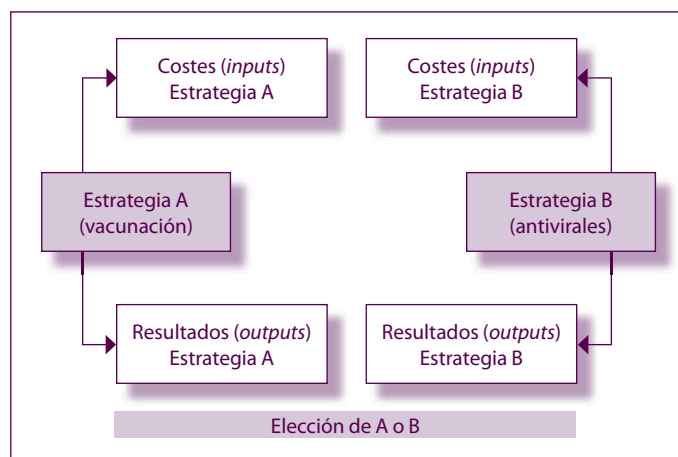 Costes (inputs)
Estrategia A
Costes (inputs)
Estrategia B
Estrategia A
(vacunación)
Estrategia B
(antivirales)
Resultados (outputs)
Estrategia A
Resultados (outputs)
Estrategia B
Elección de A o B